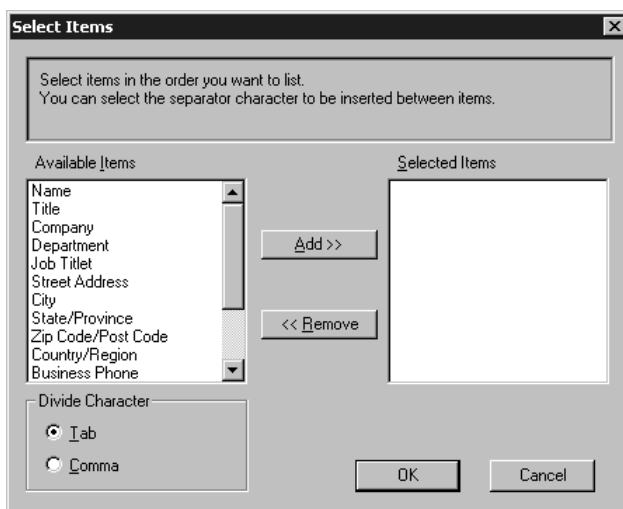 Select Items
Select items in the order you want to list.
You can select the separator character to be inserted between items.
Available Items
Selected Items
Name
Title
Company
Department
Job Titlet
Street Address
City
State/Province
Zip Code/Post Code
Country/Region
Business Phone
Add >>
<< Remove
Divide Character
Tab
Comma
OK
Cancel